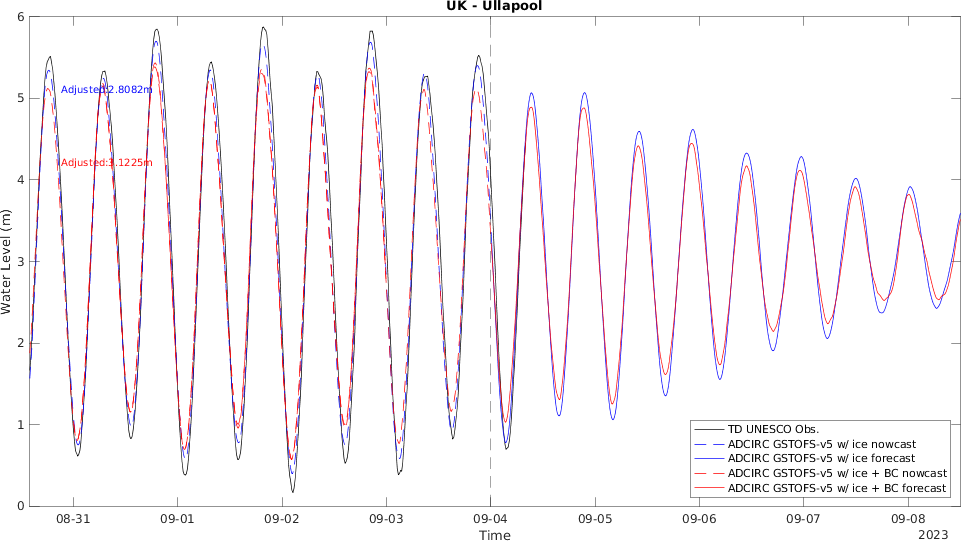 UK - Ullapool
Water Level (m)
6
5
4
3
2
1
0
Adjusted:2.8082m
Adjusted:3.1225m
TD UNESCO Obs.
ADCIRC GSTOFS-v5 w/ ice nowcast
ADCIRC GSTOFS-v5 w/ ice forecast
ADCIRC GSTOFS-v5 w/ ice + BC nowcast
ADCIRC GSTOFS-v5 w/ ice + BC forecast
08-31 09-01 09-02 09-03 09-04 09-05 09-06 09-07 09-08
Time
2023